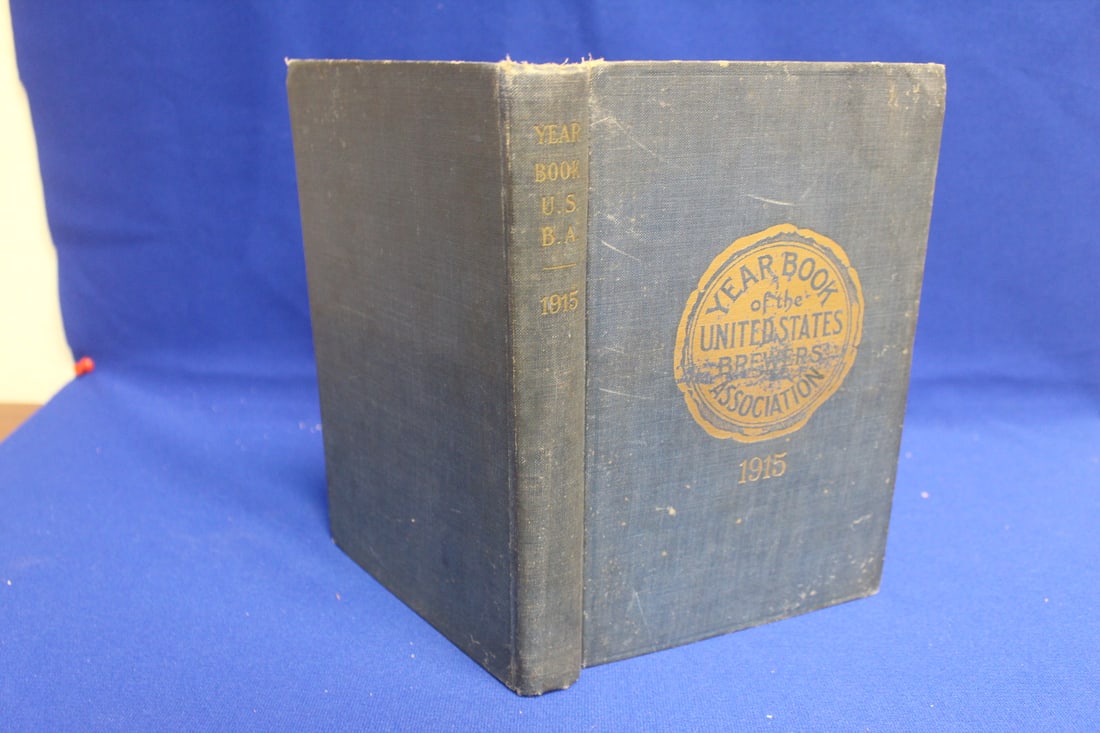 YEAR
BOOK
U.S.
B.A.
1915
YEAR BOOK
of the
UNITED STATES
BREWERS'
ASSOCIATION
1915